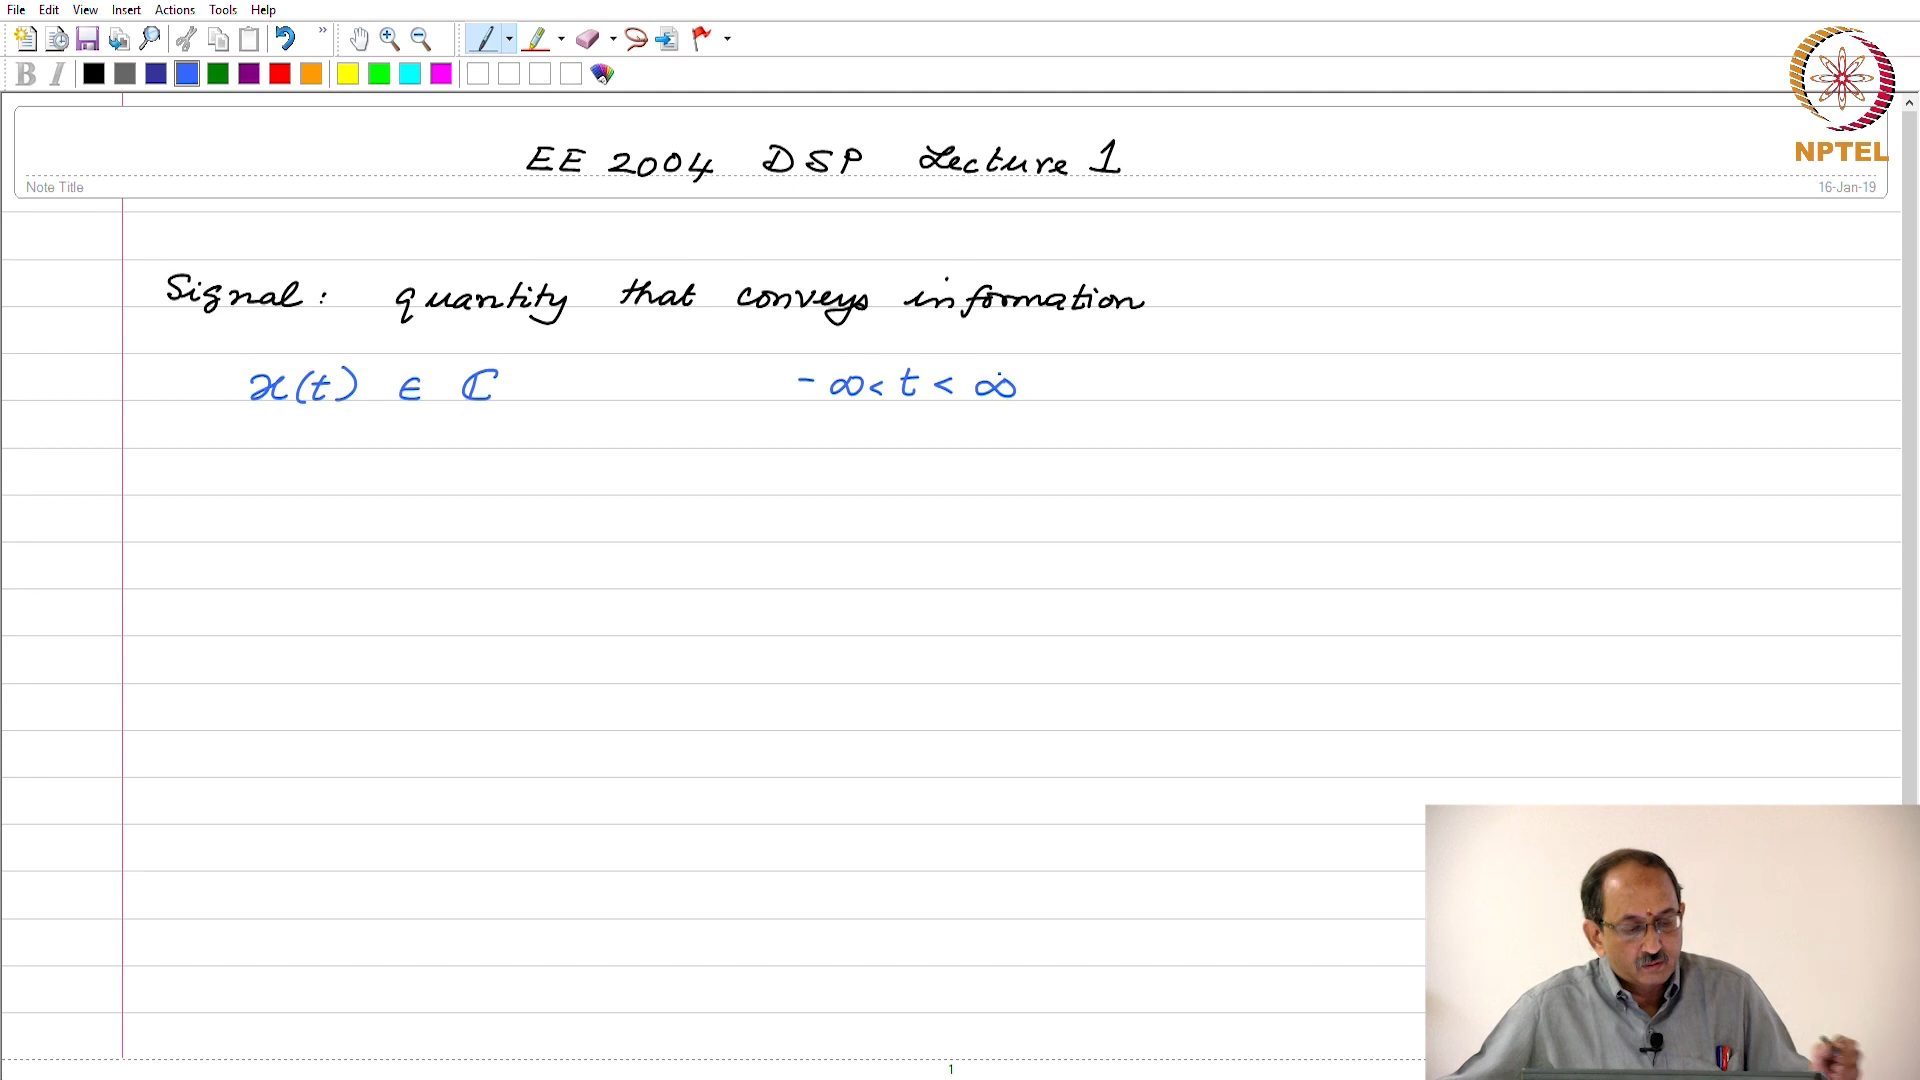 File Edit View Insert Actions Tools Help
»
B I
NPTEL
EE 2004 DSP Lecture 1
Note Title
16-Jan-19
Signal: quantity that conveys information
x(t) ∈ ℂ -∞ < t < ∞
1